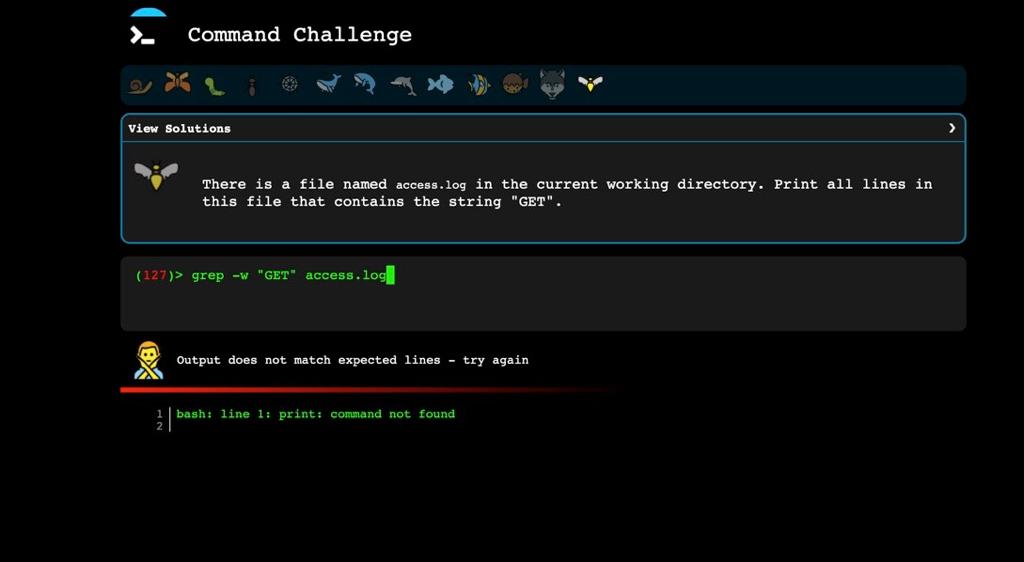 Command Challenge
View Solutions
There is a file named access.log in the current working directory. Print all lines in
this file that contains the string "GET".
(127)> grep -w "GET" access.log
Output does not match expected lines - try again
1 bash: line 1: print: command not found
2